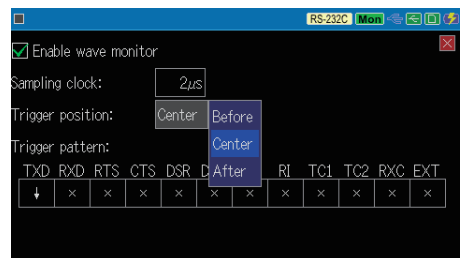 RS-232C Mon
Enable wave monitor
Sampling clock: 2μs
Trigger position: Center Before
Center
Trigger pattern:
After
TXD RXD RTS CTS DSR D RI TC1 TC2 RXC EXT
↓ × × × × × × × × × × ×